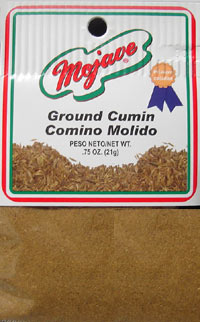 Mojave
Ground Cumin
Comino Molido
PESO NETO/NET WT.
.75 OZ. (21g)